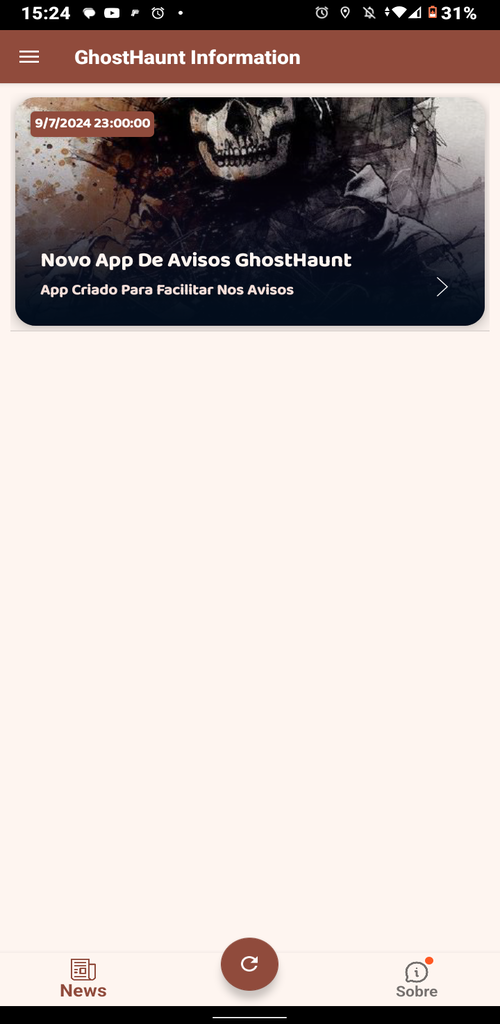 15:24
31%
GhostHaunt Information
9/7/2024 23:00:00
Novo App De Avisos GhostHaunt
App Criado Para Facilitar Nos Avisos
News
Sobre